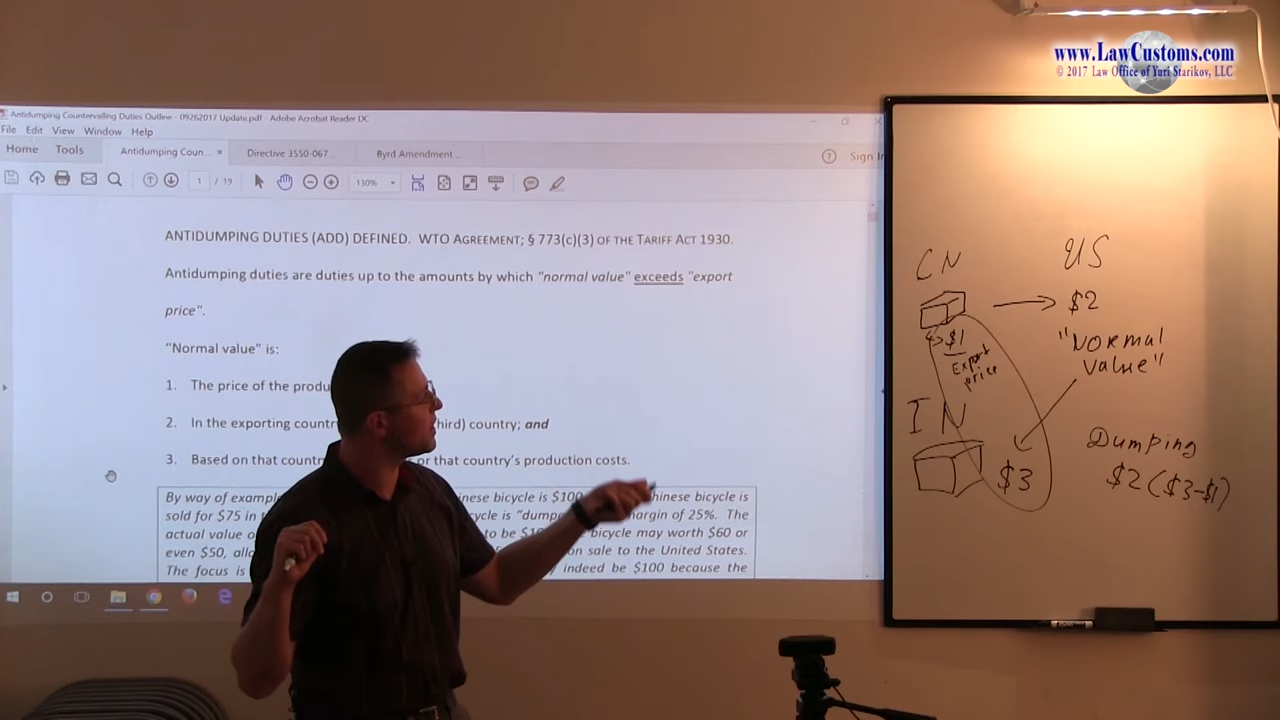 www.LawCustoms.com
© 2017 Law Office of Yuri Starikov, LLC
Antidumping Countervailing Duties Outline - 09262017 Update.pdf - Adobe Acrobat Reader DC
File Edit View Window Help
Home Tools Antidumping Coun... × Directive 3550-067 ... Byrd Amendment ... Sign In
1 / 19 130%
ANTIDUMPING DUTIES (ADD) DEFINED. WTO AGREEMENT; § 773(c)(3) OF THE TARIFF ACT 1930.
Antidumping duties are duties up to the amounts by which "normal value" exceeds "export
price".
"Normal value" is:
1. The price of the produ
2. In the exporting countr hird) country; and
3. Based on that countr or that country's production costs.
By way of example inese bicycle is $100 hinese bicycle is
sold for $75 in t cycle is "dumpe margin of 25%. The
actual value o to be $10 bicycle may worth $60 or
even $50, allo on sale to the United States.
The focus is indeed be $100 because the
CN US
$2
$1
Export
price
"Normal
Value"
IN
$3
Dumping
$2 ($3-$1)